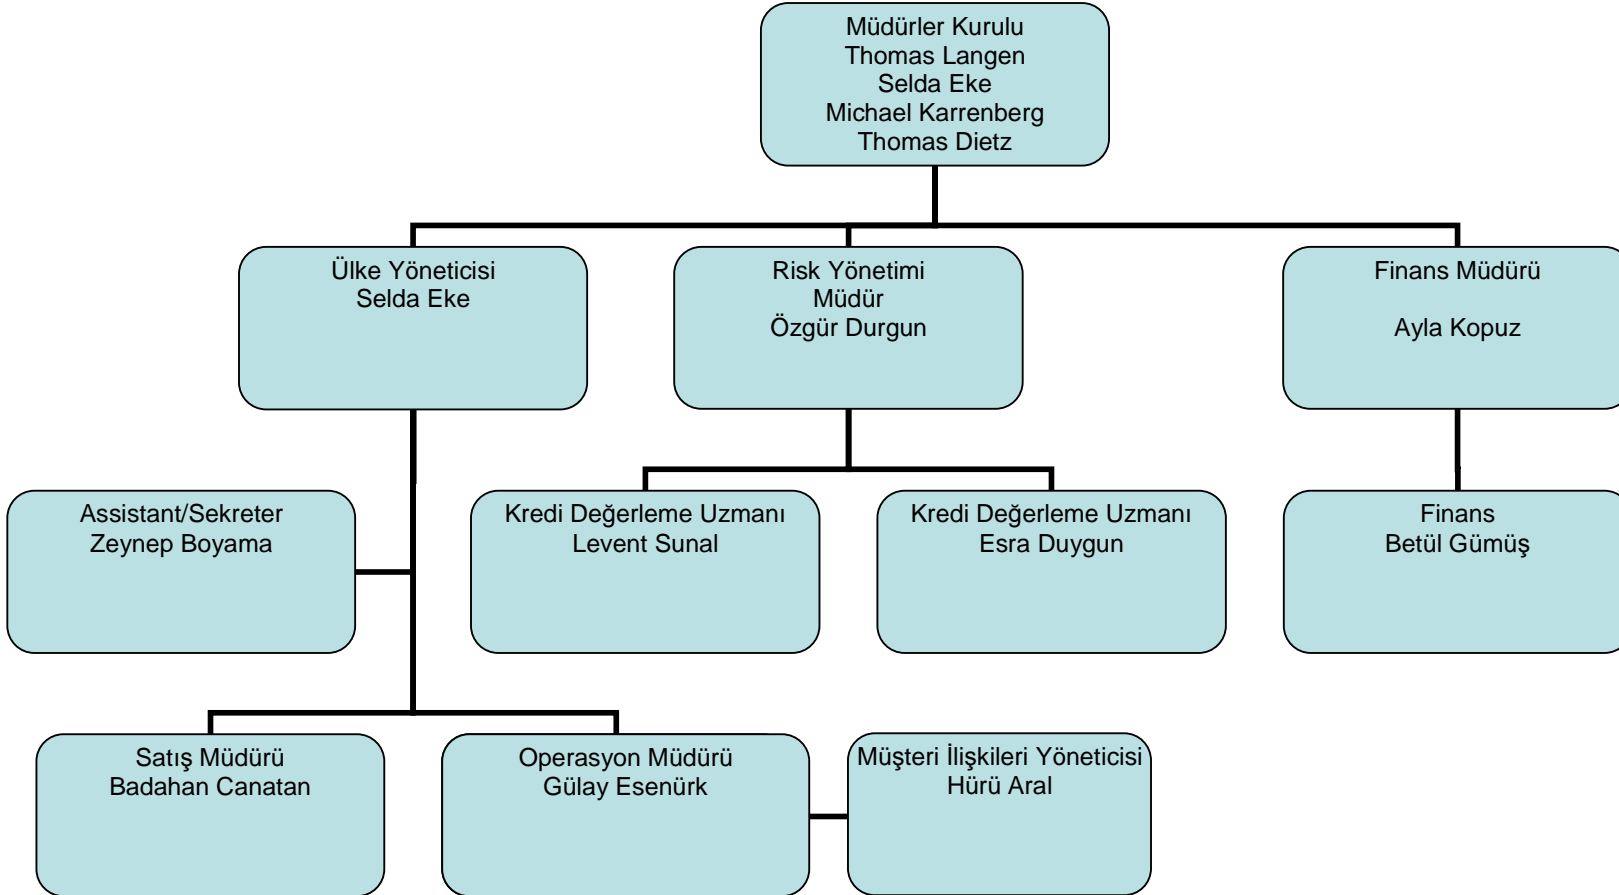 Müdürler Kurulu
Thomas Langen
Selda Eke
Michael Karrenberg
Thomas Dietz
Ülke Yöneticisi
Selda Eke
Risk Yönetimi
Müdür
Özgür Durgun
Finans Müdürü
Ayla Kopuz
Assistant/Sekreter
Zeynep Boyama
Kredi Değerleme Uzmanı
Levent Sunal
Kredi Değerleme Uzmanı
Esra Duygun
Finans
Betül Gümüş
Satış Müdürü
Badahan Canatan
Operasyon Müdürü
Gülay Esenürk
Müşteri İlişkileri Yöneticisi
Hürü Aral